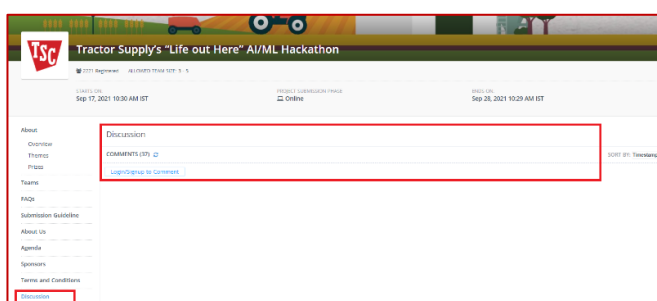 TSC
Tractor Supply's "Life out Here" AI/ML Hackathon
2221 Registered ALLOWED TEAM SIZE: 3 - 5
STARTS ON: PROJECT SUBMISSION PHASE ENDS ON:
Sep 17, 2021 10:30 AM IST Online Sep 28, 2021 10:29 AM IST
About
Overview
Themes
Prizes
Teams
FAQs
Submission Guideline
About Us
Agenda
Sponsors
Terms and Conditions
Discussion
Discussion
COMMENTS (37) SORT BY: Timestamp
Login/Signup to Comment